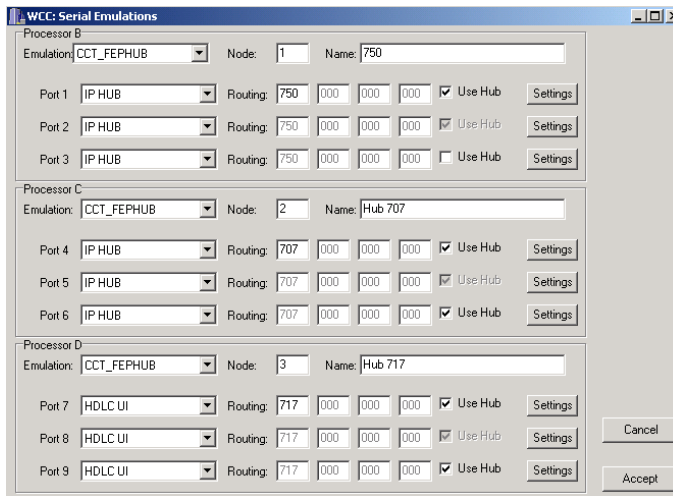 WCC: Serial Emulations
Processor B
Emulation: CCT_FEPHUB Node: 1 Name: 750
Port 1 IP HUB Routing: 750 000 000 000 Use Hub Settings
Port 2 IP HUB Routing: 750 000 000 000 Use Hub Settings
Port 3 IP HUB Routing: 750 000 000 000 Use Hub Settings
Processor C
Emulation: CCT_FEPHUB Node: 2 Name: Hub 707
Port 4 IP HUB Routing: 707 000 000 000 Use Hub Settings
Port 5 IP HUB Routing: 707 000 000 000 Use Hub Settings
Port 6 IP HUB Routing: 707 000 000 000 Use Hub Settings
Processor D
Emulation: CCT_FEPHUB Node: 3 Name: Hub 717
Port 7 HDLC UI Routing: 717 000 000 000 Use Hub Settings
Port 8 HDLC UI Routing: 717 000 000 000 Use Hub Settings
Port 9 HDLC UI Routing: 717 000 000 000 Use Hub Settings
Cancel
Accept